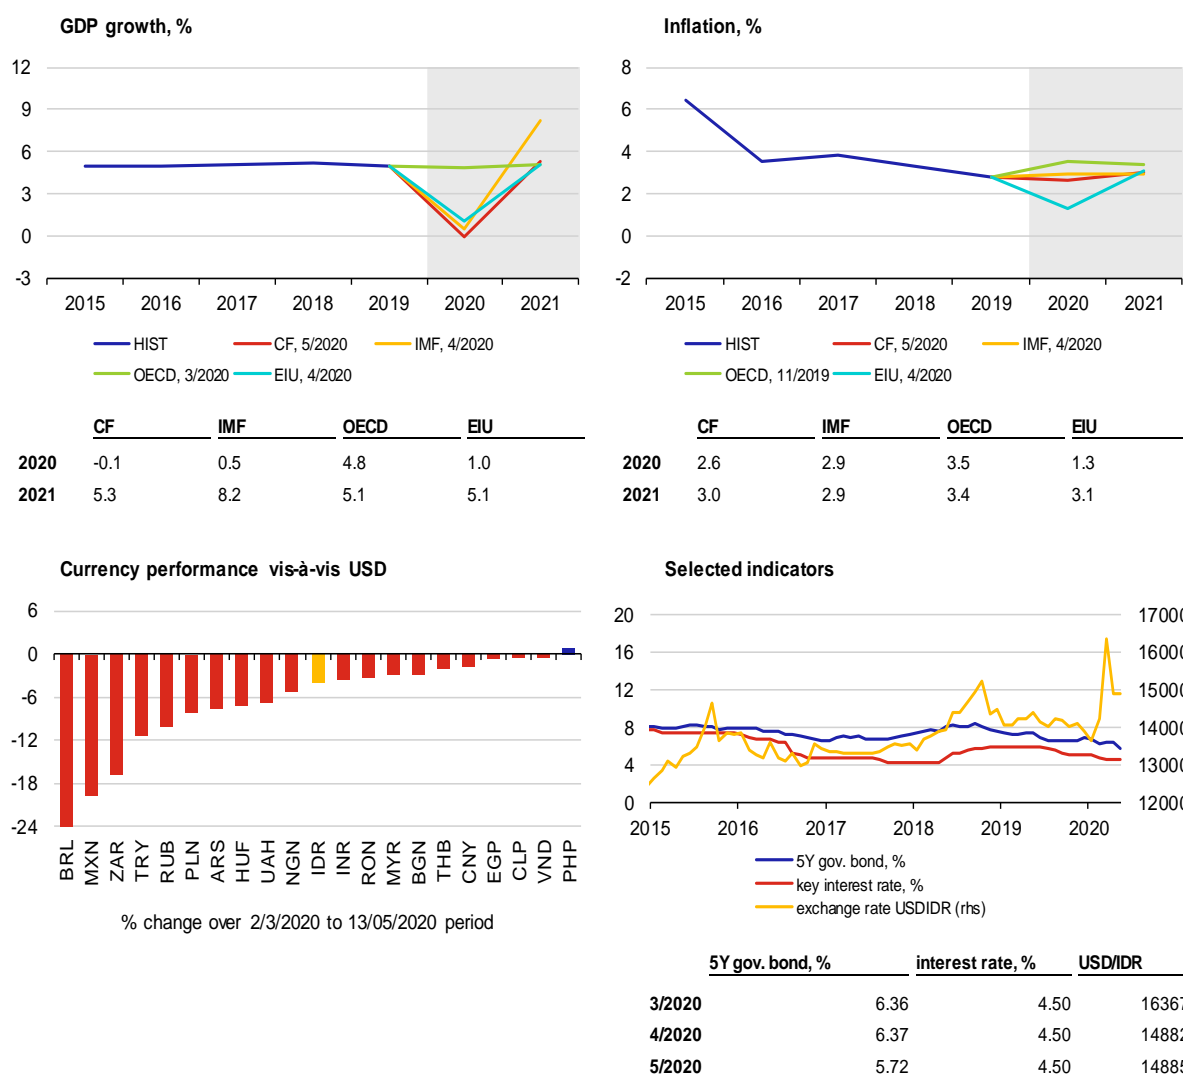 GDP growth, %
12
9
6
3
0
-3
2015 2016 2017 2018 2019 2020 2021
HIST CF, 5/2020 IMF, 4/2020
OECD, 3/2020 EIU, 4/2020
CF IMF OECD EIU
2020 -0.1 0.5 4.8 1.0
2021 5.3 8.2 5.1 5.1
Inflation, %
8
6
4
2
0
-2
2015 2016 2017 2018 2019 2020 2021
HIST CF, 5/2020 IMF, 4/2020
OECD, 11/2019 EIU, 4/2020
CF IMF OECD EIU
2020 2.6 2.9 3.5 1.3
2021 3.0 2.9 3.4 3.1
Currency performance vis-à-vis USD
6
0
-6
-12
-18
-24
BRL MXN ZAR TRY RUB PLN ARS HUF UAH NGN IDR INR RON MYR BGN THB CNY EGP CLP VND PHP
% change over 2/3/2020 to 13/05/2020 period
Selected indicators
20 17000
16 16000
12 15000
8 14000
4 13000
0 12000
2015 2016 2017 2018 2019 2020
5Y gov. bond, %
key interest rate, %
exchange rate USDIDR (rhs)
5Y gov. bond, % interest rate, % USD/IDR
3/2020 6.36 4.50 16367
4/2020 6.37 4.50 14882
5/2020 5.72 4.50 14885